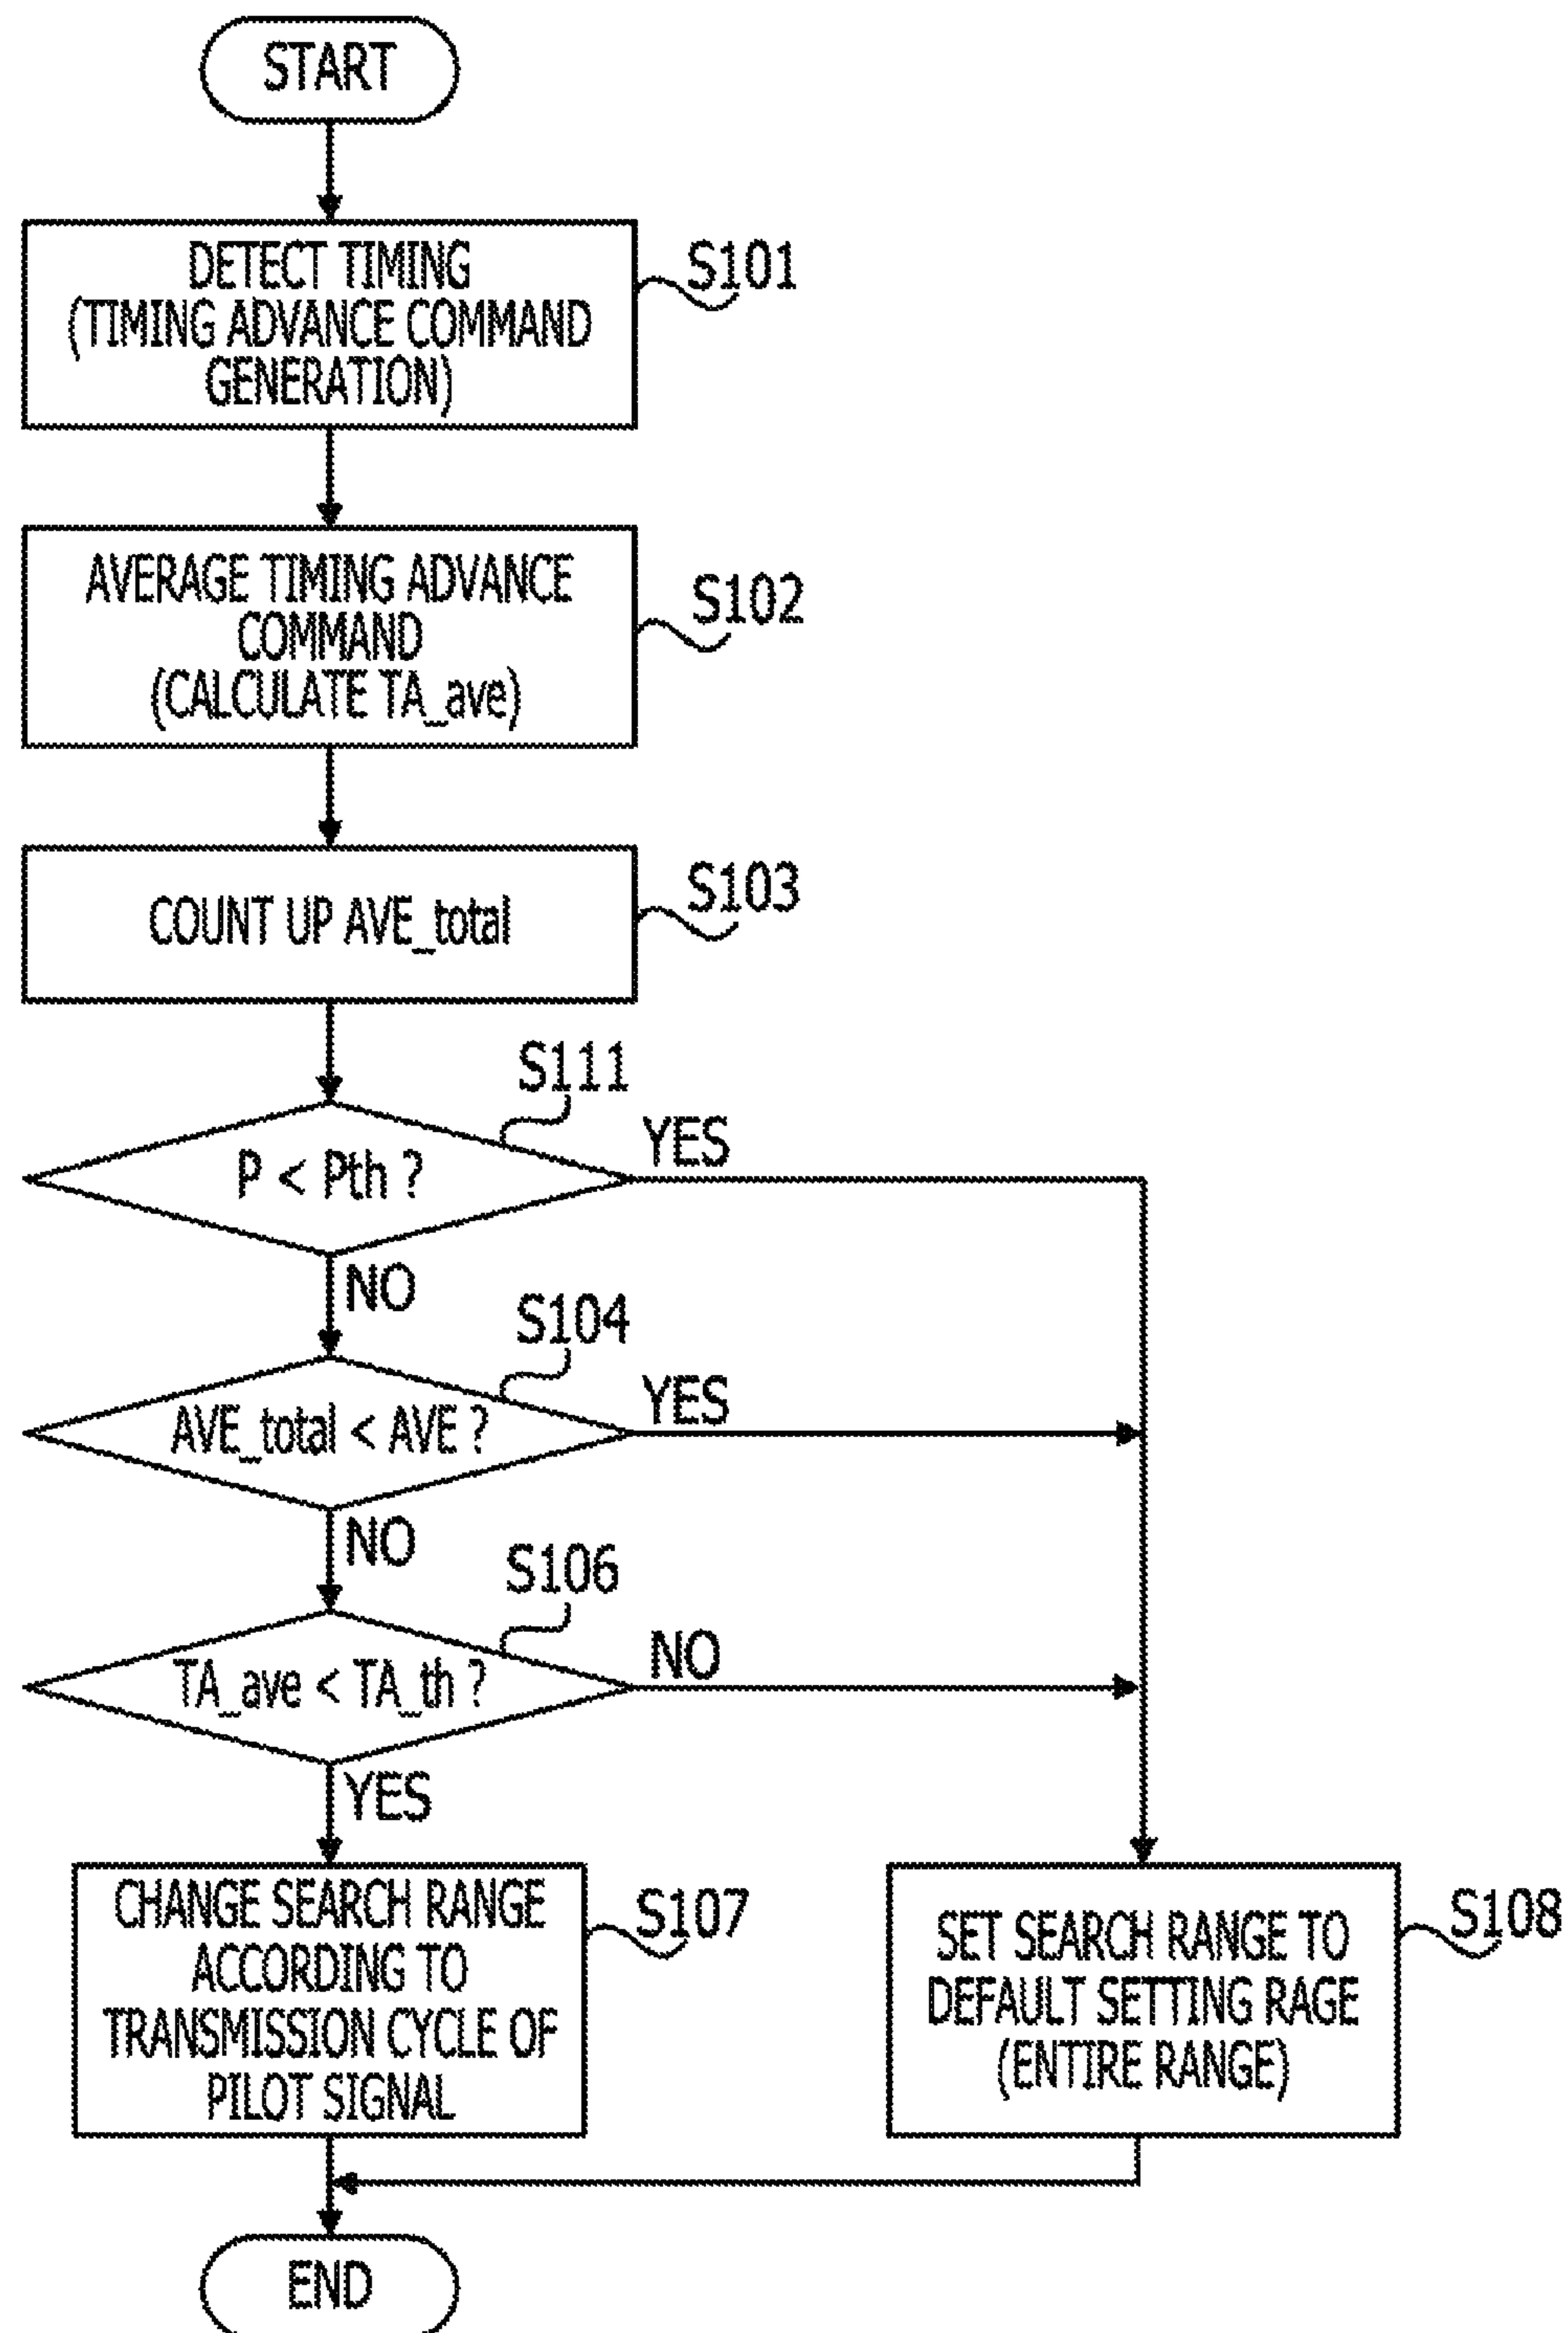 START
DETECT TIMING
(TIMING ADVANCE COMMAND
GENERATION)
S101
AVERAGE TIMING ADVANCE
COMMAND
(CALCULATE TA_ave)
S102
COUNT UP AVE_total
S103
S111
P < Pth ?
YES
NO
S104
AVE_total < AVE ?
YES
NO
S106
TA_ave < TA_th ?
NO
YES
CHANGE SEARCH RANGE
ACCORDING TO
TRANSMISSION CYCLE OF
PILOT SIGNAL
S107
SET SEARCH RANGE TO
DEFAULT SETTING RAGE
(ENTIRE RANGE)
S108
END